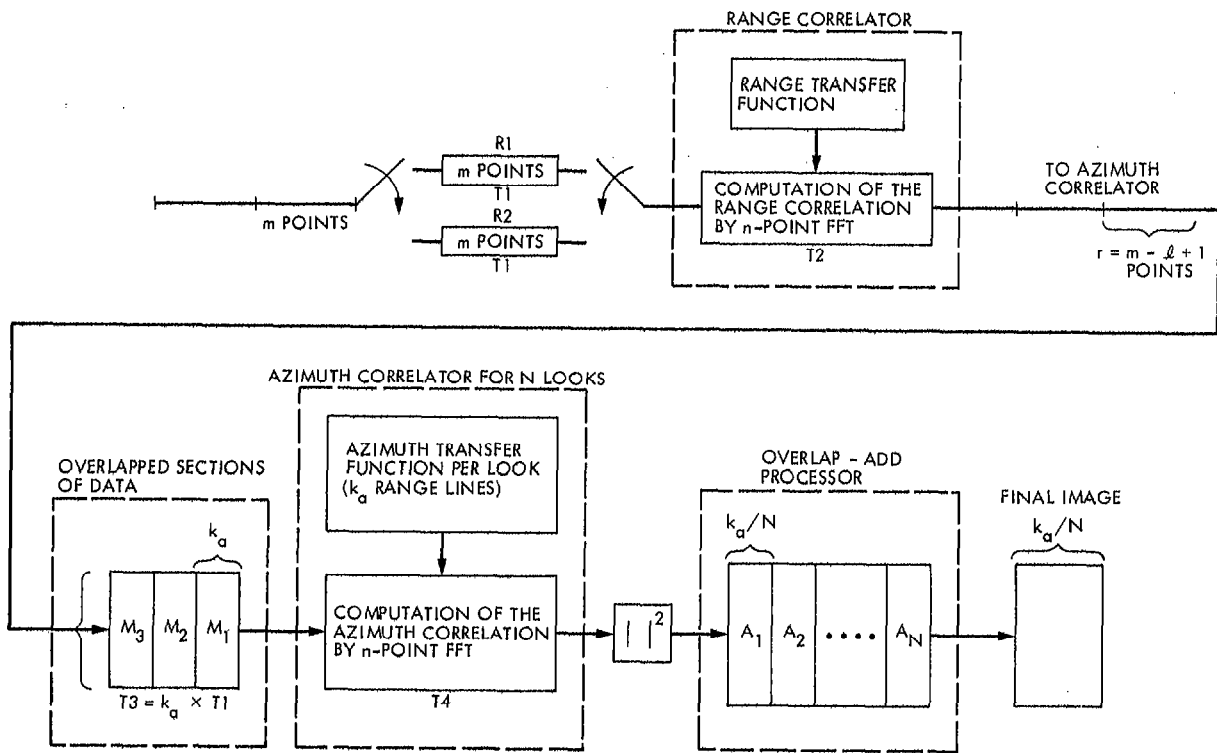 RANGE CORRELATOR
RANGE TRANSFER
FUNCTION
R1
m POINTS
T1
m POINTS
R2
m POINTS
T1
COMPUTATION OF THE
RANGE CORRELATION
BY n-POINT FFT
T2
TO AZIMUTH
CORRELATOR
r = m - ℓ + 1
POINTS
AZIMUTH CORRELATOR FOR N LOOKS
AZIMUTH TRANSFER
FUNCTION PER LOOK
(kₐ RANGE LINES)
OVERLAPPED SECTIONS
OF DATA
kₐ
M₃ M₂ M₁
T3 = kₐ × T1
COMPUTATION OF THE
AZIMUTH CORRELATION
BY n-POINT FFT
T4
| |²
OVERLAP - ADD
PROCESSOR
kₐ/N
A₁ A₂ •••• A_N
FINAL IMAGE
kₐ/N